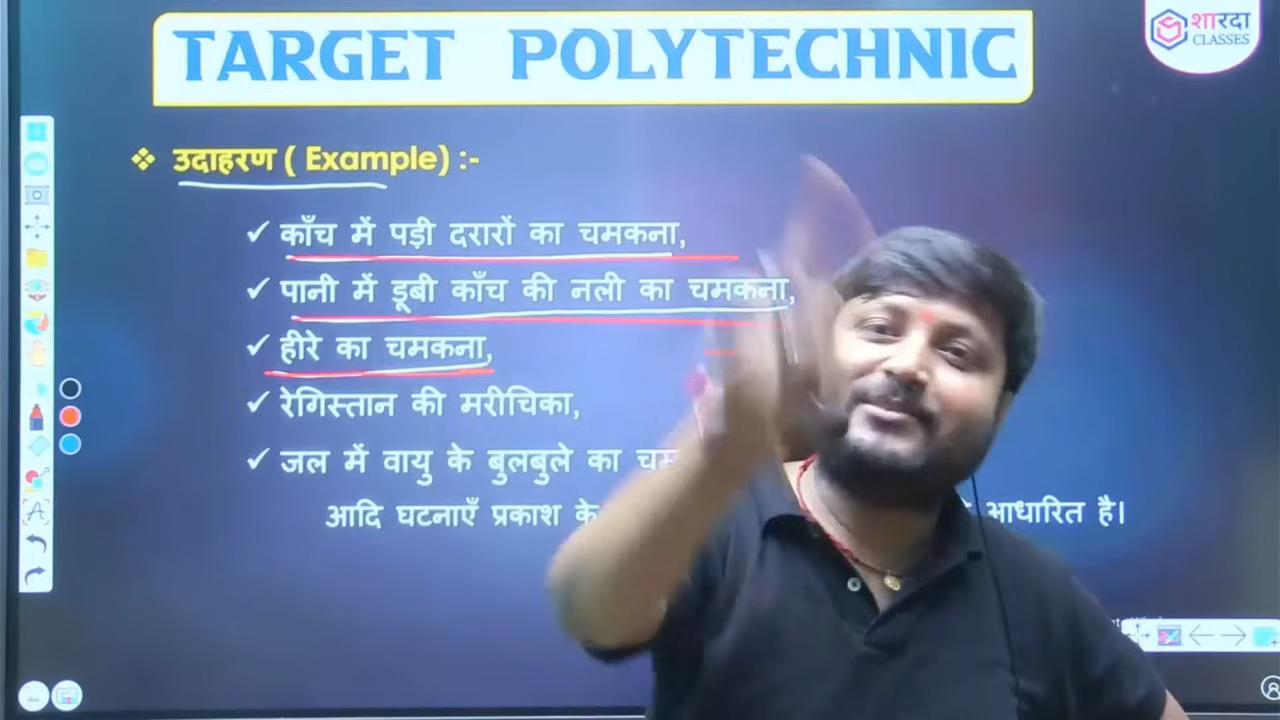 TARGET POLYTECHNIC
शारदा
CLASSES
❖ उदाहरण ( Example) :-
✓ काँच में पड़ी दरारों का चमकना,
✓ पानी में डूबी काँच की नली का चमकना,
✓ हीरे का चमकना,
✓ रेगिस्तान की मरीचिका,
✓ जल में वायु के बुलबुले का
आदि घटनाएँ प्रकाश के आधारित है।